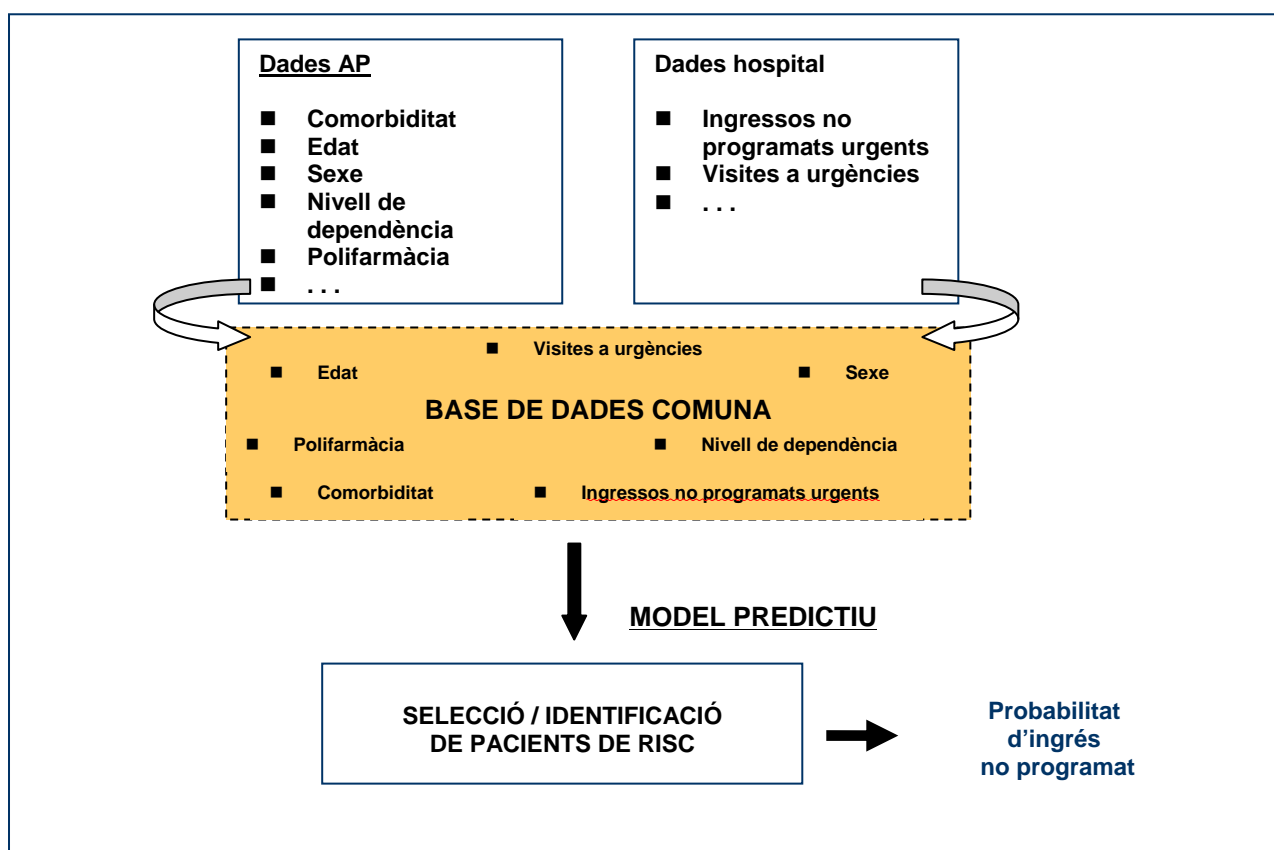 Dades AP
■ Comorbiditat
■ Edat
■ Sexe
■ Nivell de
dependència
■ Polifarmàcia
■ . . .
Dades hospital
■ Ingressos no
programats urgents
■ Visites a urgències
■ . . .
■ Visites a urgències
■ Edat
■ Sexe
BASE DE DADES COMUNA
■ Polifarmàcia
■ Nivell de dependència
■ Comorbiditat
■ Ingressos no programats urgents
MODEL PREDICTIU
SELECCIÓ / IDENTIFICACIÓ
DE PACIENTS DE RISC
Probabilitat
d’ingrés
no programat